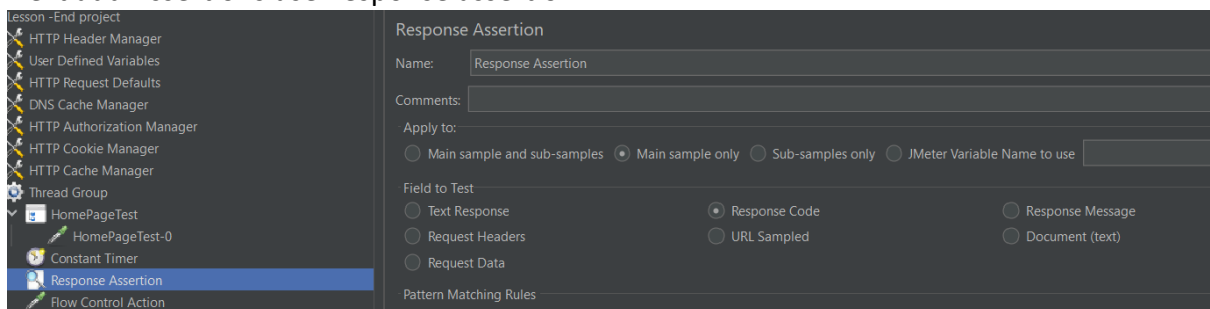 Lesson -End project
HTTP Header Manager
User Defined Variables
HTTP Request Defaults
DNS Cache Manager
HTTP Authorization Manager
HTTP Cookie Manager
HTTP Cache Manager
Thread Group
HomePageTest
HomePageTest-0
Constant Timer
Response Assertion
Flow Control Action
Response Assertion
Name: Response Assertion
Comments:
Apply to:
Main sample and sub-samples Main sample only Sub-samples only JMeter Variable Name to use
Field to Test
Text Response Response Code Response Message
Request Headers URL Sampled Document (text)
Request Data
Pattern Matching Rules